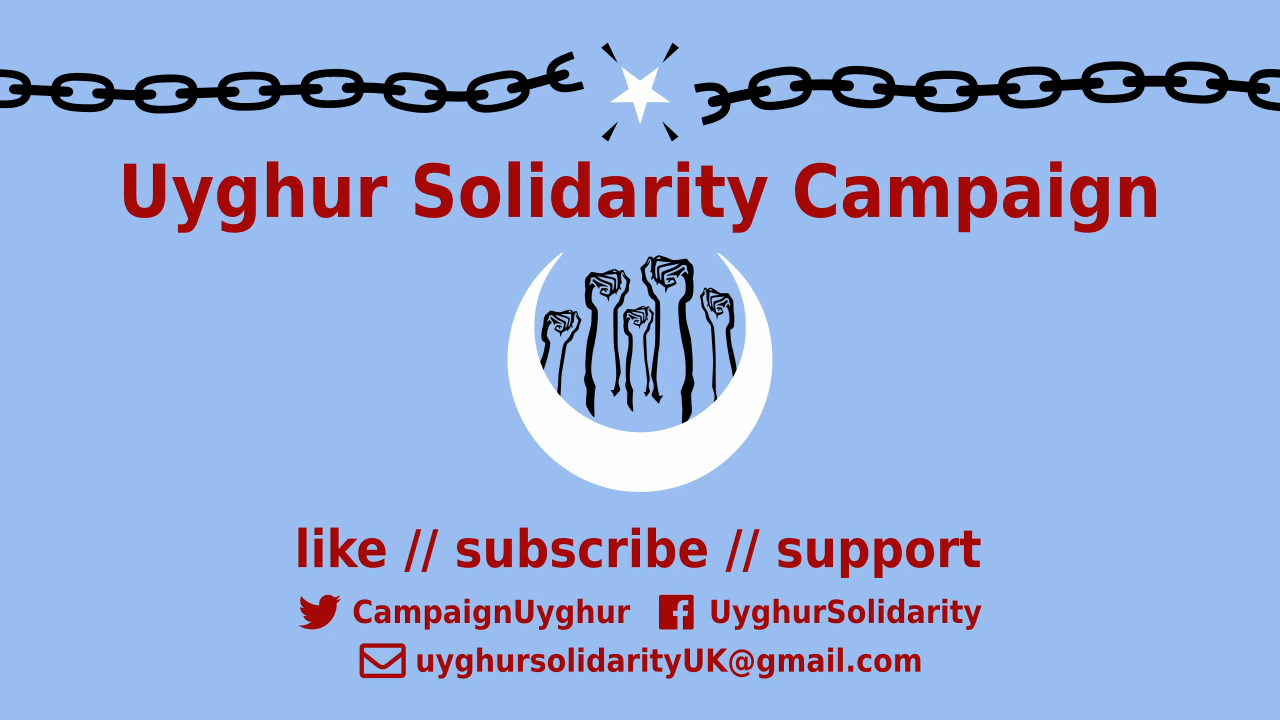 Uyghur Solidarity Campaign
like // subscribe // support
CampaignUyghur UyghurSolidarity
uyghursolidarityUK@gmail.com